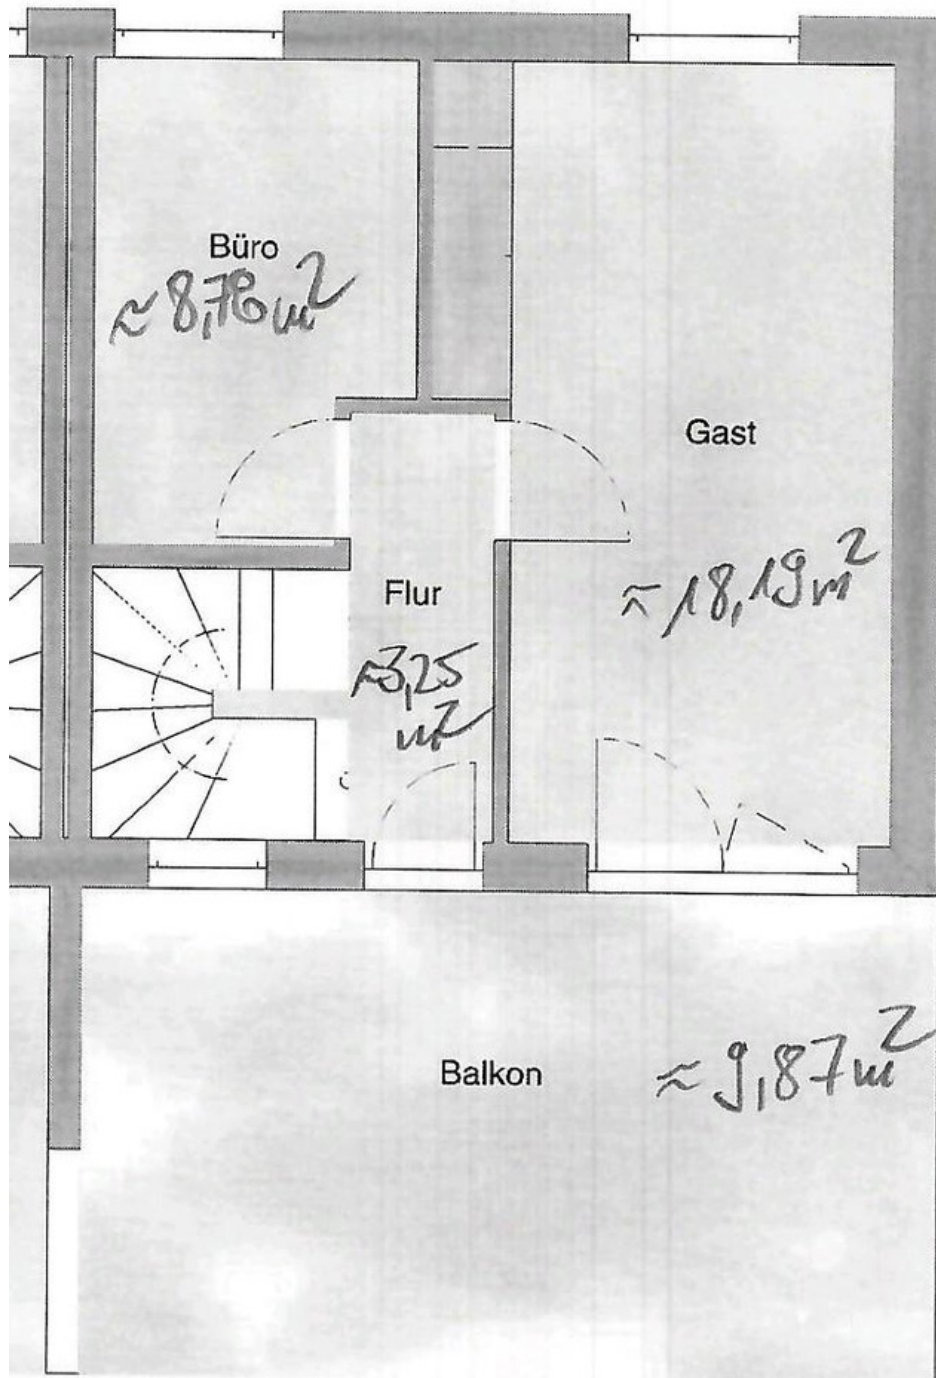 Büro
≈ 8,76 m²
Gast
≈ 18,19 m²
Flur
≈3,25
m²
Balkon
≈ 9,87 m²